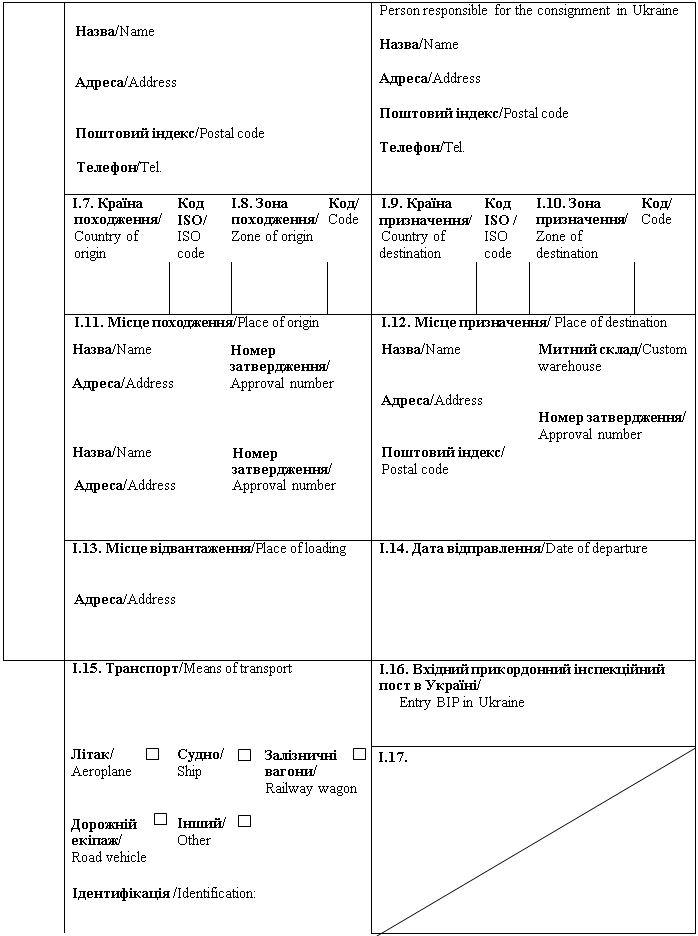 Назва/Name
Адреса/Address
Поштовий індекс/Postal code
Телефон/Tel.
Person responsible for the consignment in Ukraine
Назва/Name
Адреса/Address
Поштовий індекс/Postal code
Телефон/Tel.
I.7. Країна
походження/
Country of
origin
Код
ISO/
ISO
code
I.8. Зона
походження/
Zone of origin
Код/
Code
I.9. Країна
призначення/
Country of
destination
Код
ISO /
ISO
code
I.10. Зона
призначення/
Zone of
destination
Код/
Code
I.11. Місце походження/Place of origin
Назва/Name
Адреса/Address
Номер
затвердження/
Approval number
Назва/Name
Адреса/Address
Номер
затвердження/
Approval number
I.12. Місце призначення/ Place of destination
Назва/Name
Адреса/Address
Поштовий індекс/
Postal code
Митний склад/Custom
warehouse
Номер затвердження/
Approval number
I.13. Місце відвантаження/Place of loading
Адреса/Address
I.14. Дата відправлення/Date of departure
I.15. Транспорт/Means of transport
Літак/
Aeroplane
Судно/
Ship
Залізничні
вагони/
Railway wagon
Дорожній
екіпаж/
Road vehicle
Інший/
Other
Ідентифікація /Identification:
I.16. Вхідний прикордонний інспекційний
пост в Україні/
Entry BIP in Ukraine
I.17.